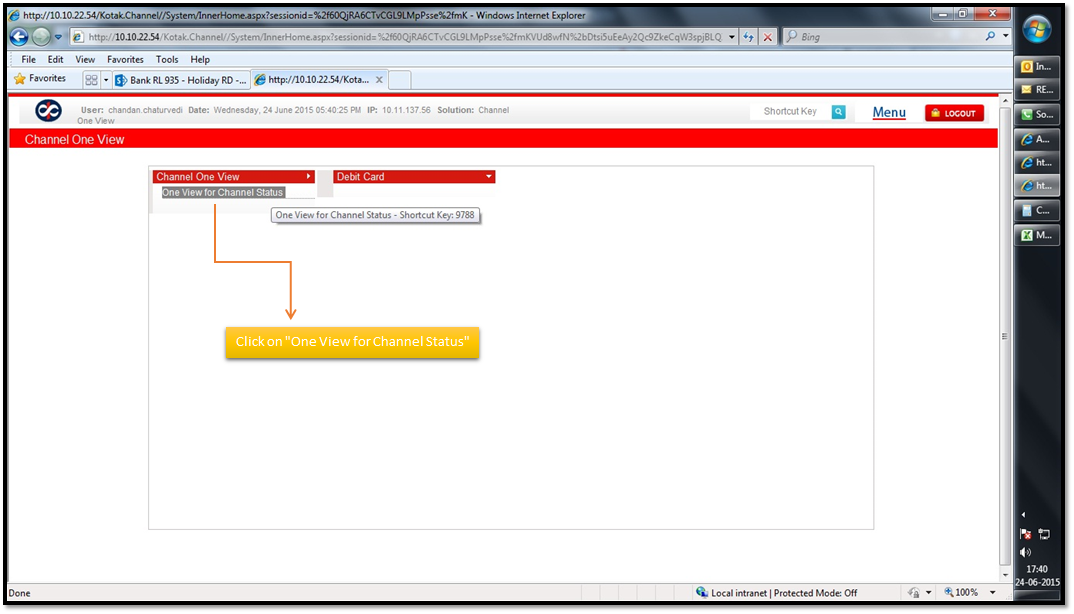 http://10.10.22.54/Kotak.Channel//System/InnerHome.aspx?sessionid=%2f60QjRA6CTvCGL9LMpPsse%2fmK - Windows Internet Explorer
http://10.10.22.54/Kotak.Channel//System/InnerHome.aspx?sessionid=%2f60QjRA6CTvCGL9LMpPsse%2fmKVUd8wfN%2bDtsi5uEeAy2Qc9ZkeCqW3spjBLQ
Bing
File Edit View Favorites Tools Help
Favorites
Bank RL 935 - Holiday RD -...
http://10.10.22.54/Kota...
User: chandan.chaturvedi Date: Wednesday, 24 June 2015 05:40:25 PM IP: 10.11.137.56 Solution: Channel
One View
Shortcut Key
Menu
LOGOUT
Channel One View
Channel One View
Debit Card
One View for Channel Status
One View for Channel Status - Shortcut Key: 9788
Click on "One View for Channel Status"
Done
Local intranet | Protected Mode: Off
100%
In...
RE...
So...
A...
ht...
ht...
C...
M...
17:40
24-06-2015